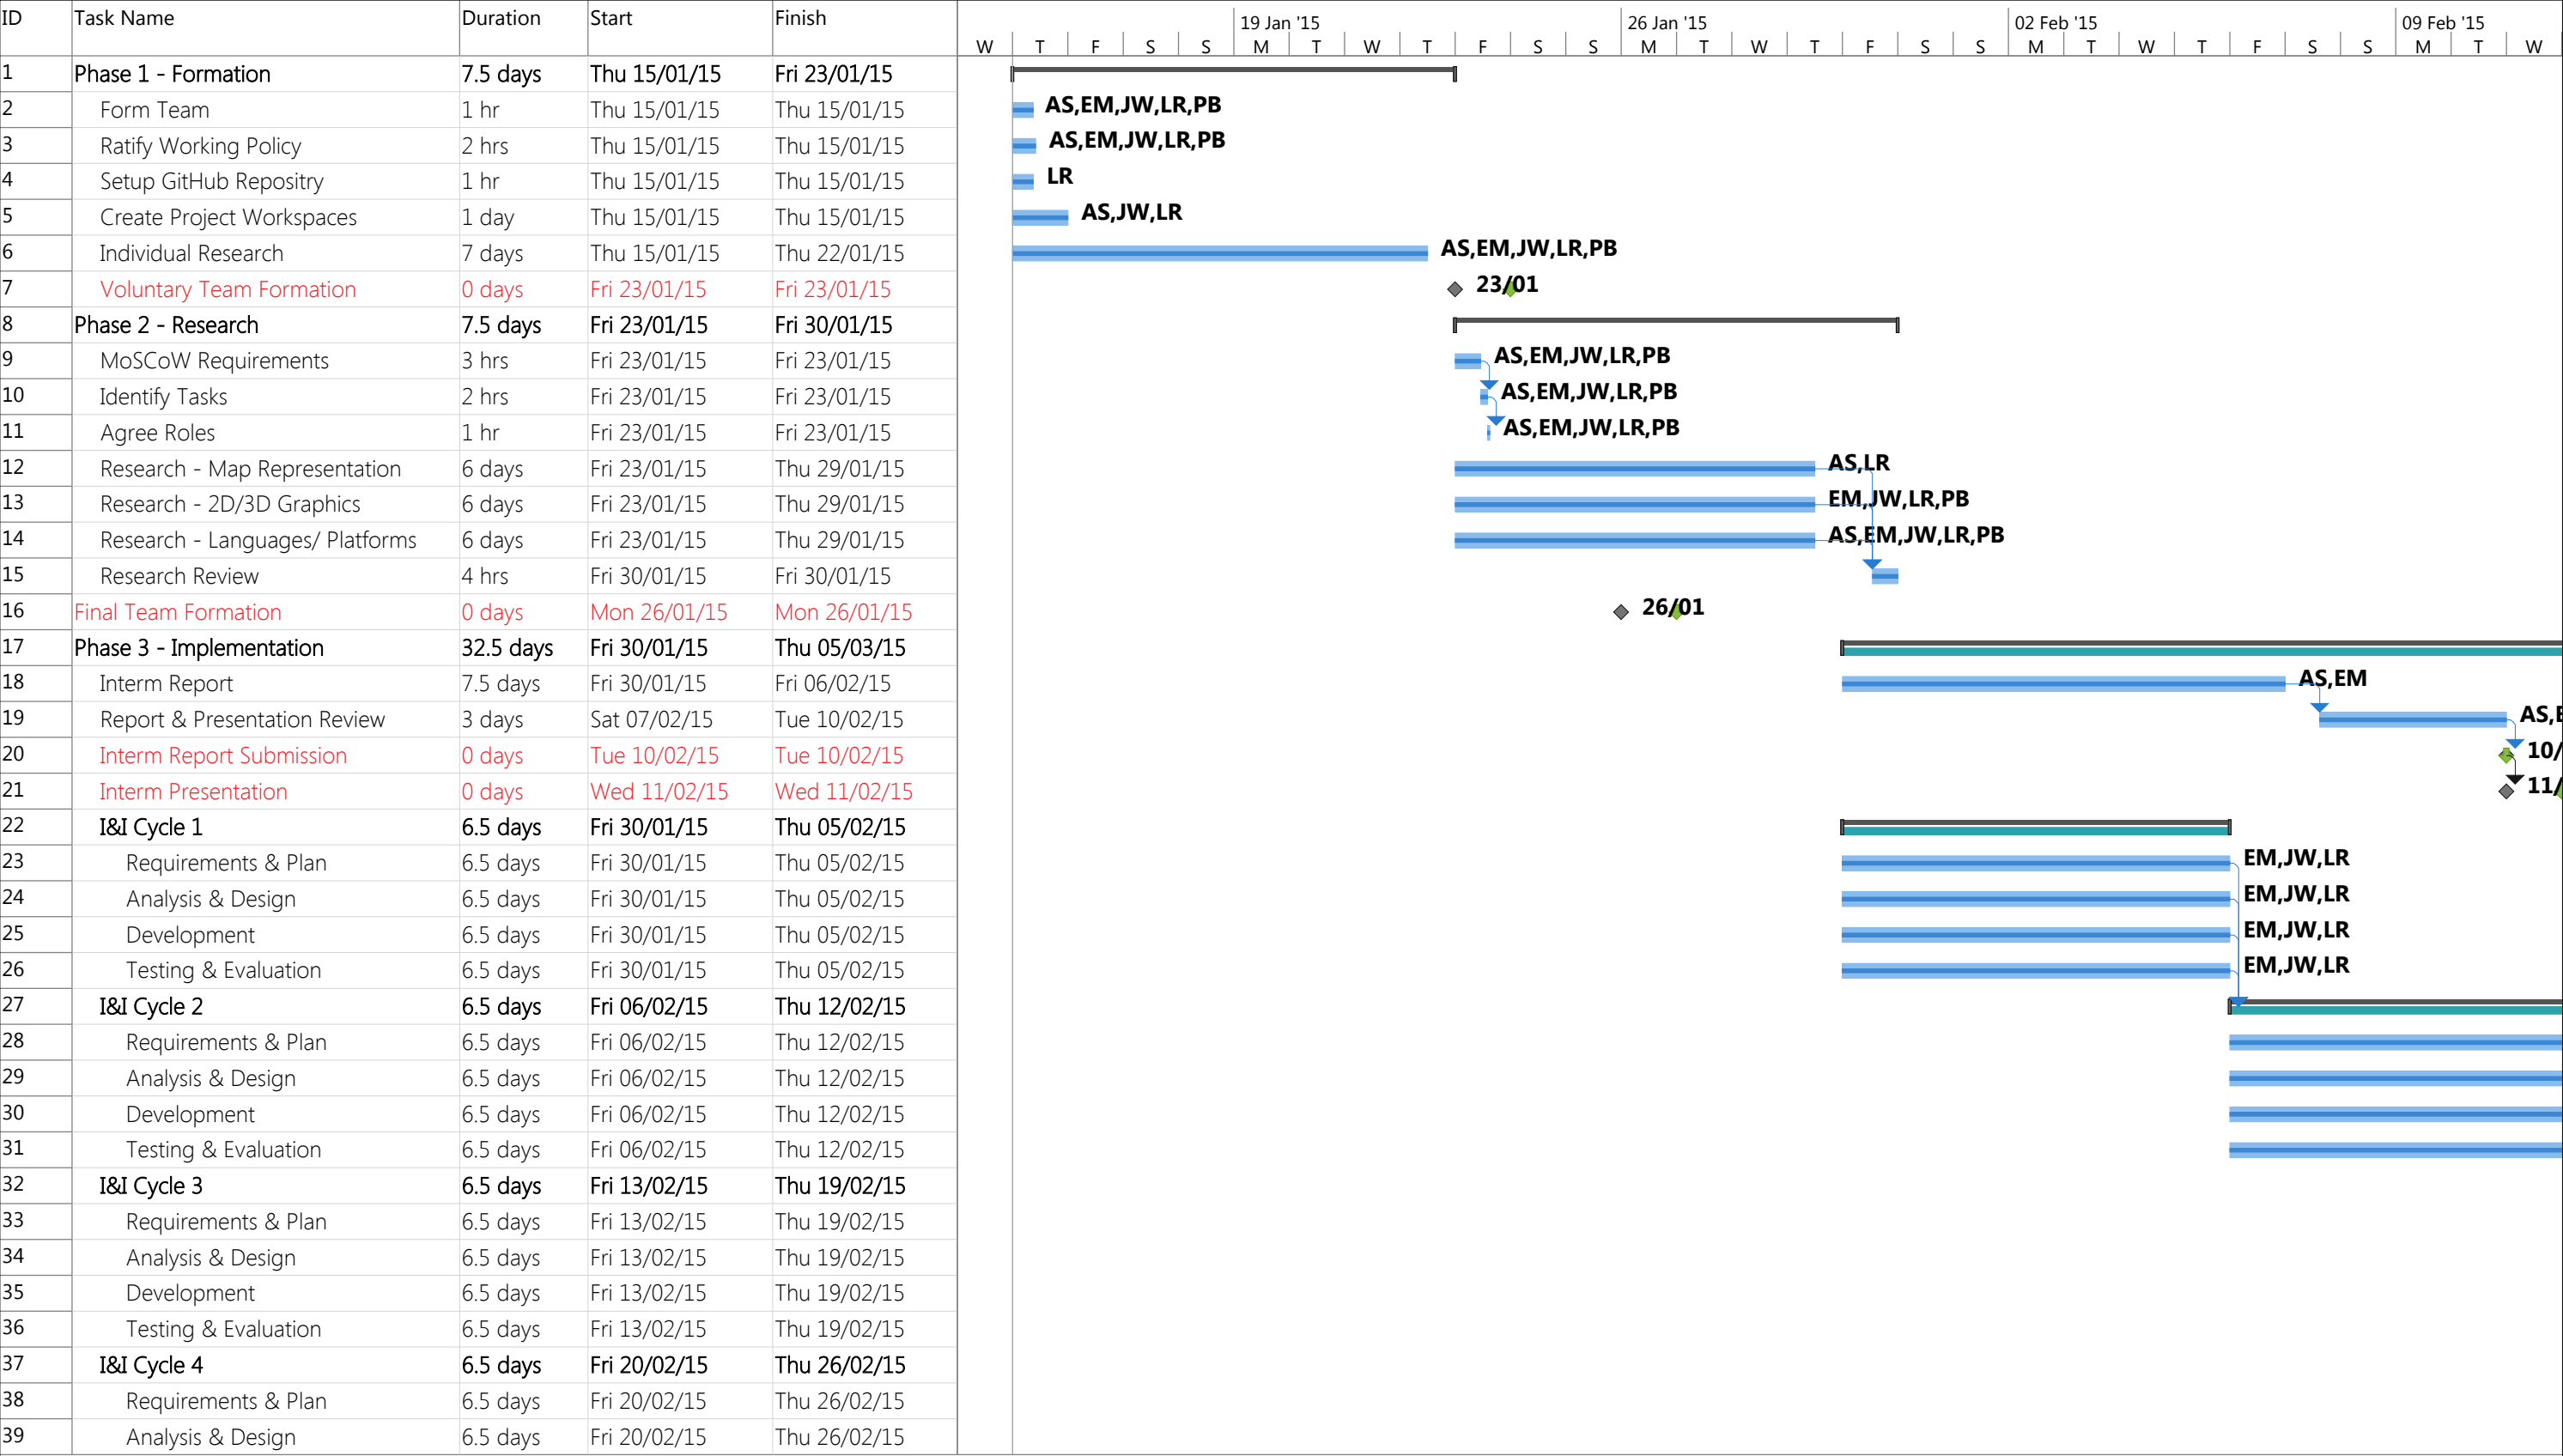 ID Task Name Duration Start Finish 19 Jan '15 26 Jan '15 02 Feb '15 09 Feb '15
W T F S S M T W T F S S M T W T F S S M T W T F S S M T W
1 Phase 1 - Formation 7.5 days Thu 15/01/15 Fri 23/01/15
2 Form Team 1 hr Thu 15/01/15 Thu 15/01/15 AS,EM,JW,LR,PB
3 Ratify Working Policy 2 hrs Thu 15/01/15 Thu 15/01/15 AS,EM,JW,LR,PB
4 Setup GitHub Repositry 1 hr Thu 15/01/15 Thu 15/01/15 LR
5 Create Project Workspaces 1 day Thu 15/01/15 Thu 15/01/15 AS,JW,LR
6 Individual Research 7 days Thu 15/01/15 Thu 22/01/15 AS,EM,JW,LR,PB
7 Voluntary Team Formation 0 days Fri 23/01/15 Fri 23/01/15 23/01
8 Phase 2 - Research 7.5 days Fri 23/01/15 Fri 30/01/15
9 MoSCoW Requirements 3 hrs Fri 23/01/15 Fri 23/01/15 AS,EM,JW,LR,PB
10 Identify Tasks 2 hrs Fri 23/01/15 Fri 23/01/15 AS,EM,JW,LR,PB
11 Agree Roles 1 hr Fri 23/01/15 Fri 23/01/15 AS,EM,JW,LR,PB
12 Research - Map Representation 6 days Fri 23/01/15 Thu 29/01/15 AS,LR
13 Research - 2D/3D Graphics 6 days Fri 23/01/15 Thu 29/01/15 EM,JW,LR,PB
14 Research - Languages/ Platforms 6 days Fri 23/01/15 Thu 29/01/15 AS,EM,JW,LR,PB
15 Research Review 4 hrs Fri 30/01/15 Fri 30/01/15
16 Final Team Formation 0 days Mon 26/01/15 Mon 26/01/15 26/01
17 Phase 3 - Implementation 32.5 days Fri 30/01/15 Thu 05/03/15
18 Interm Report 7.5 days Fri 30/01/15 Fri 06/02/15 AS,EM
19 Report & Presentation Review 3 days Sat 07/02/15 Tue 10/02/15 AS,
20 Interm Report Submission 0 days Tue 10/02/15 Tue 10/02/15 10/
21 Interm Presentation 0 days Wed 11/02/15 Wed 11/02/15 11/
22 I&I Cycle 1 6.5 days Fri 30/01/15 Thu 05/02/15
23 Requirements & Plan 6.5 days Fri 30/01/15 Thu 05/02/15 EM,JW,LR
24 Analysis & Design 6.5 days Fri 30/01/15 Thu 05/02/15 EM,JW,LR
25 Development 6.5 days Fri 30/01/15 Thu 05/02/15 EM,JW,LR
26 Testing & Evaluation 6.5 days Fri 30/01/15 Thu 05/02/15 EM,JW,LR
27 I&I Cycle 2 6.5 days Fri 06/02/15 Thu 12/02/15
28 Requirements & Plan 6.5 days Fri 06/02/15 Thu 12/02/15
29 Analysis & Design 6.5 days Fri 06/02/15 Thu 12/02/15
30 Development 6.5 days Fri 06/02/15 Thu 12/02/15
31 Testing & Evaluation 6.5 days Fri 06/02/15 Thu 12/02/15
32 I&I Cycle 3 6.5 days Fri 13/02/15 Thu 19/02/15
33 Requirements & Plan 6.5 days Fri 13/02/15 Thu 19/02/15
34 Analysis & Design 6.5 days Fri 13/02/15 Thu 19/02/15
35 Development 6.5 days Fri 13/02/15 Thu 19/02/15
36 Testing & Evaluation 6.5 days Fri 13/02/15 Thu 19/02/15
37 I&I Cycle 4 6.5 days Fri 20/02/15 Thu 26/02/15
38 Requirements & Plan 6.5 days Fri 20/02/15 Thu 26/02/15
39 Analysis & Design 6.5 days Fri 20/02/15 Thu 26/02/15